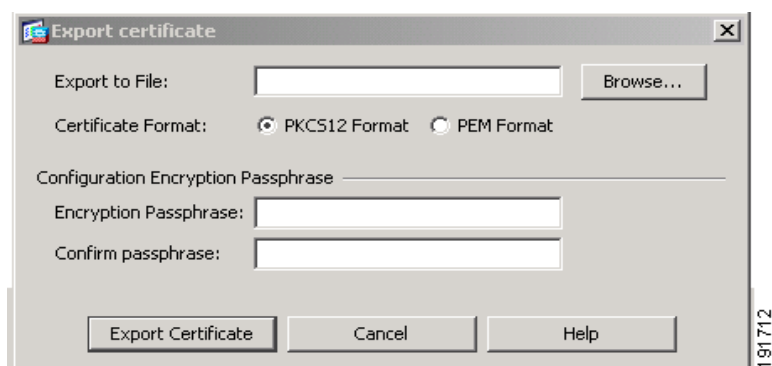 Export certificate
Export to File:
Browse...
Certificate Format: PKCS12 Format PEM Format
Configuration Encryption Passphrase
Encryption Passphrase:
Confirm passphrase:
Export Certificate Cancel Help
191712